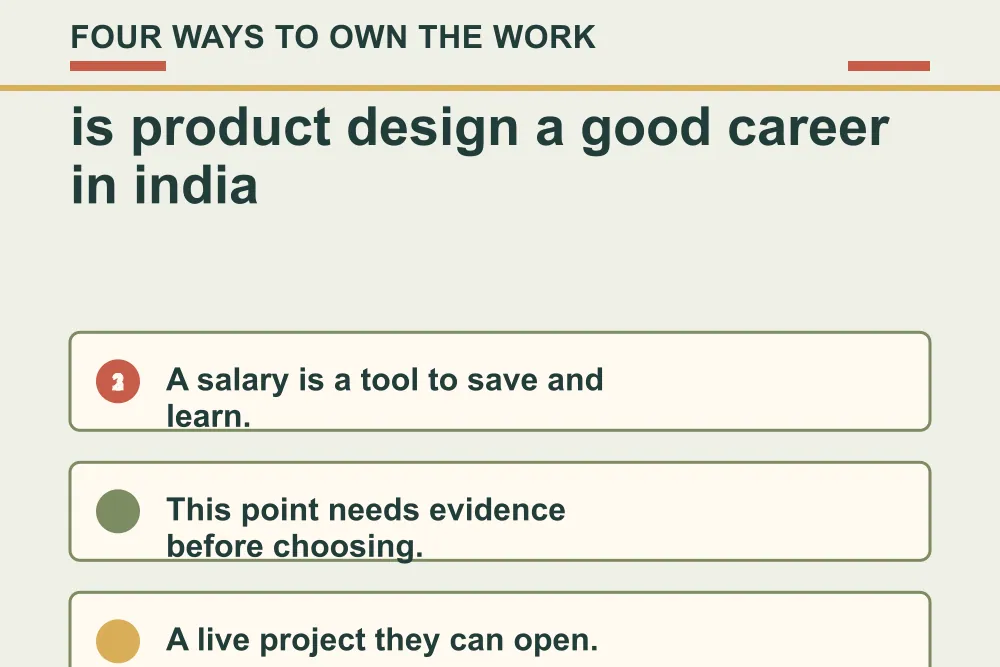 FOUR WAYS TO OWN THE WORK
is product design a good career
in india
A salary is a tool to save and
learn.
This point needs evidence
before choosing.
A live project they can open.